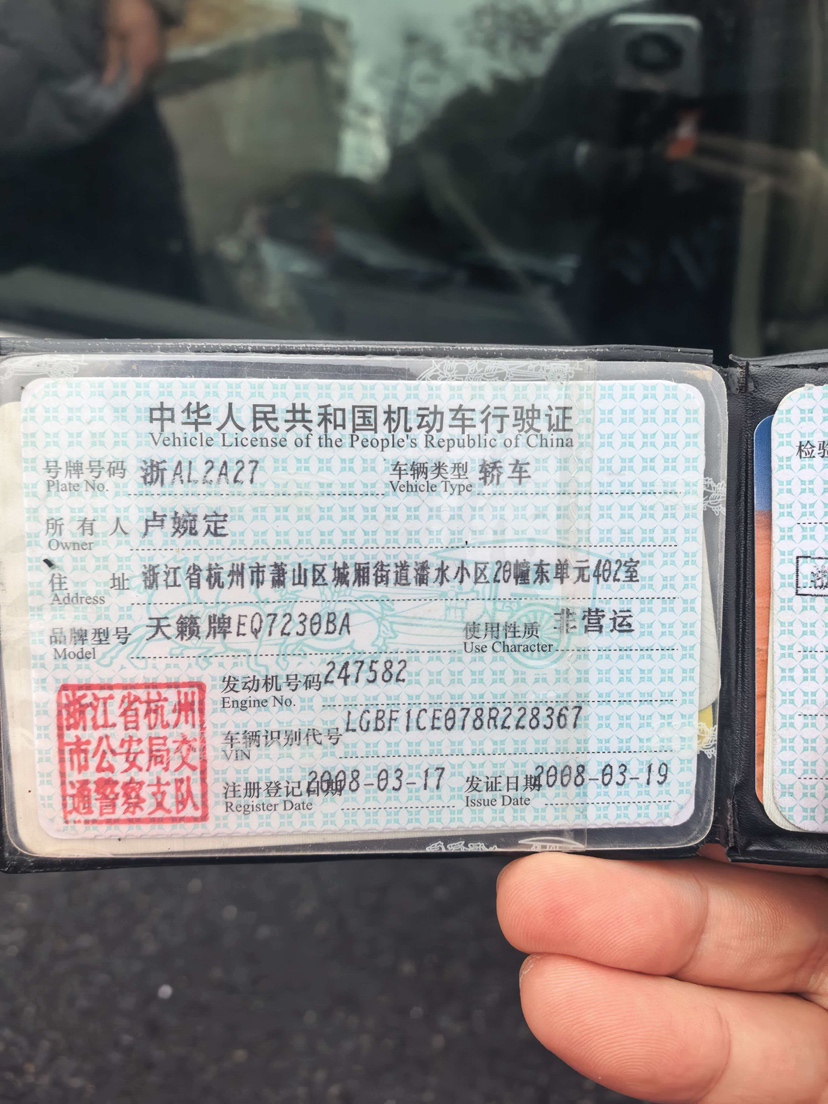 中华人民共和国机动车行驶证
Vehicle License of the People's Republic of China
号牌号码 浙AL2A27 车辆类型 轿车
Plate No. Vehicle Type
所有人 卢婉定
Owner
住址 浙江省杭州市萧山区城厢街道潘水小区20幢东单元402室
Address
品牌型号 天籁牌EQ7230BA 使用性质 非营运
Model Use Character
发动机号码 247582
Engine No.
车辆识别代号 LGBF1CE078R228367
VIN
注册登记日期 2008-03-17 发证日期 2008-03-19
Register Date Issue Date
浙江省杭州
市公安局交
通警察支队
检验